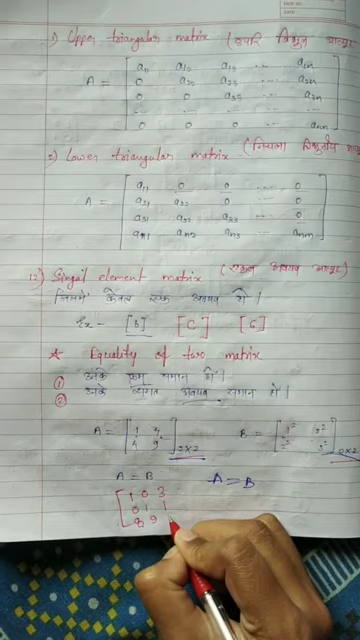 1) Upper triangular matrix (उपरि त्रिभुज आव्यूह
A = [ a11 a12 a13 ... a1n
0 a22 a23 ... a2n
0 0 a33 ... a3n
... ...
0 0 0 ... ann ]
2) Lower triangular matrix (निचला त्रिभुजीय
A = [ a11 0 0 ... 0
a21 a22 0 ... 0
a31 a32 a33 ... 0
an1 an2 an3 ... ann ]
12) Singal element matrix (एकल अवयव आव्यूह)
जिसमें केवल एक अवयव हो।
Ex - [B] [C] [G]
* Equality of two matrix
① उनके क्रम समान हों।
② उनके संगत अवयव समान हों।
A = [ 1 4
4 9 ] 2×2 B = [ 1² 2²
2² 3² ] 2×2
A = B A = B
[ 1 0 3
0 1 1
8 9